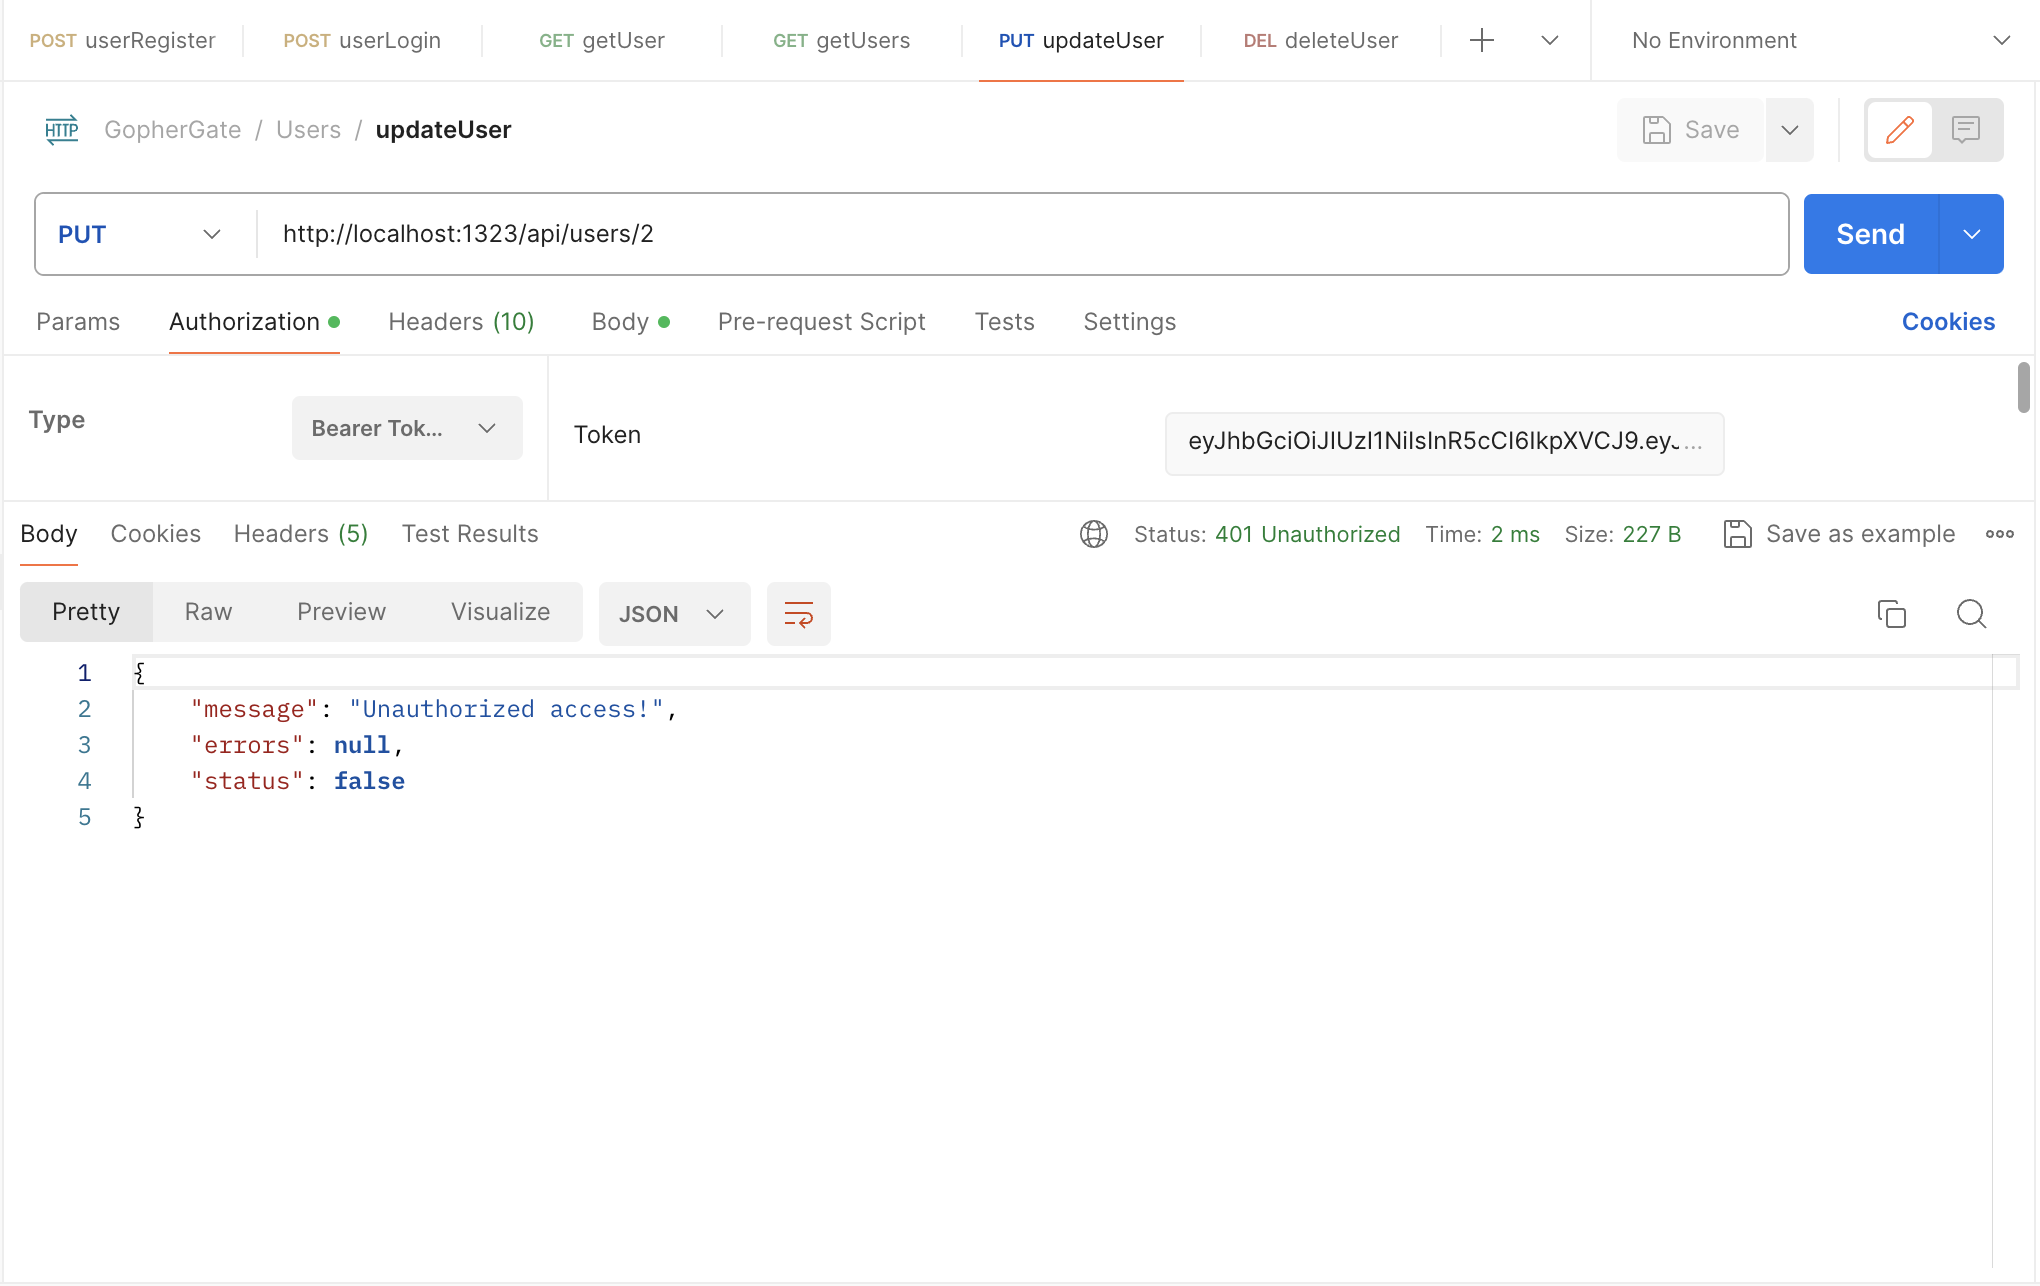 POST userRegister POST userLogin GET getUser GET getUsers PUT updateUser DEL deleteUser No Environment
HTTP GopherGate / Users / updateUser Save
PUT http://localhost:1323/api/users/2 Send
Params Authorization Headers (10) Body Pre-request Script Tests Settings Cookies
Type Bearer Tok... Token eyJhbGciOiJIUzI1NiIsInR5cCI6IkpXVCJ9.eyJ...
Body Cookies Headers (5) Test Results Status: 401 Unauthorized Time: 2 ms Size: 227 B Save as example
Pretty Raw Preview Visualize JSON
1 {
2 "message": "Unauthorized access!",
3 "errors": null,
4 "status": false
5 }